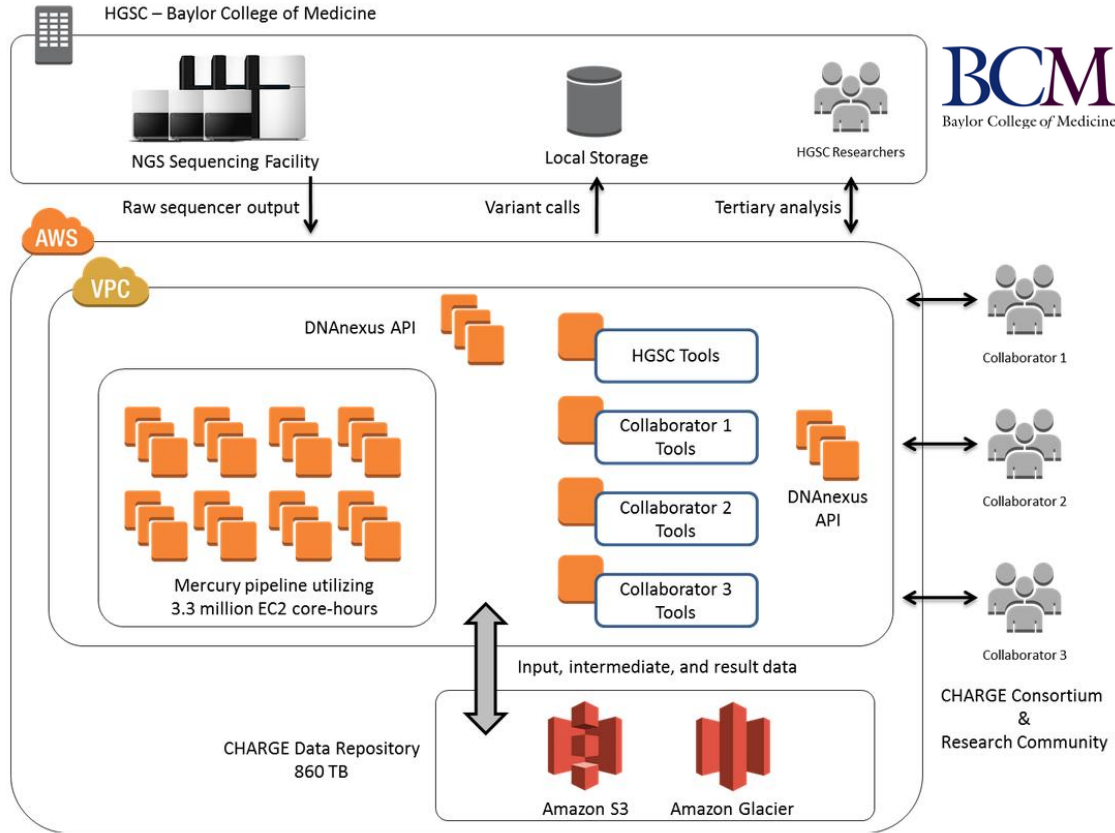 HGSC – Baylor College of Medicine
NGS Sequencing Facility
Local Storage
HGSC Researchers
BCM
Baylor College of Medicine
Raw sequencer output
Variant calls
Tertiary analysis
AWS
VPC
DNAnexus API
HGSC Tools
Collaborator 1
Tools
Collaborator 2
Tools
Collaborator 3
Tools
DNAnexus
API
Mercury pipeline utilizing
3.3 million EC2 core-hours
Collaborator 1
Collaborator 2
Collaborator 3
CHARGE Consortium
&
Research Community
Input, intermediate, and result data
CHARGE Data Repository
860 TB
Amazon S3
Amazon Glacier